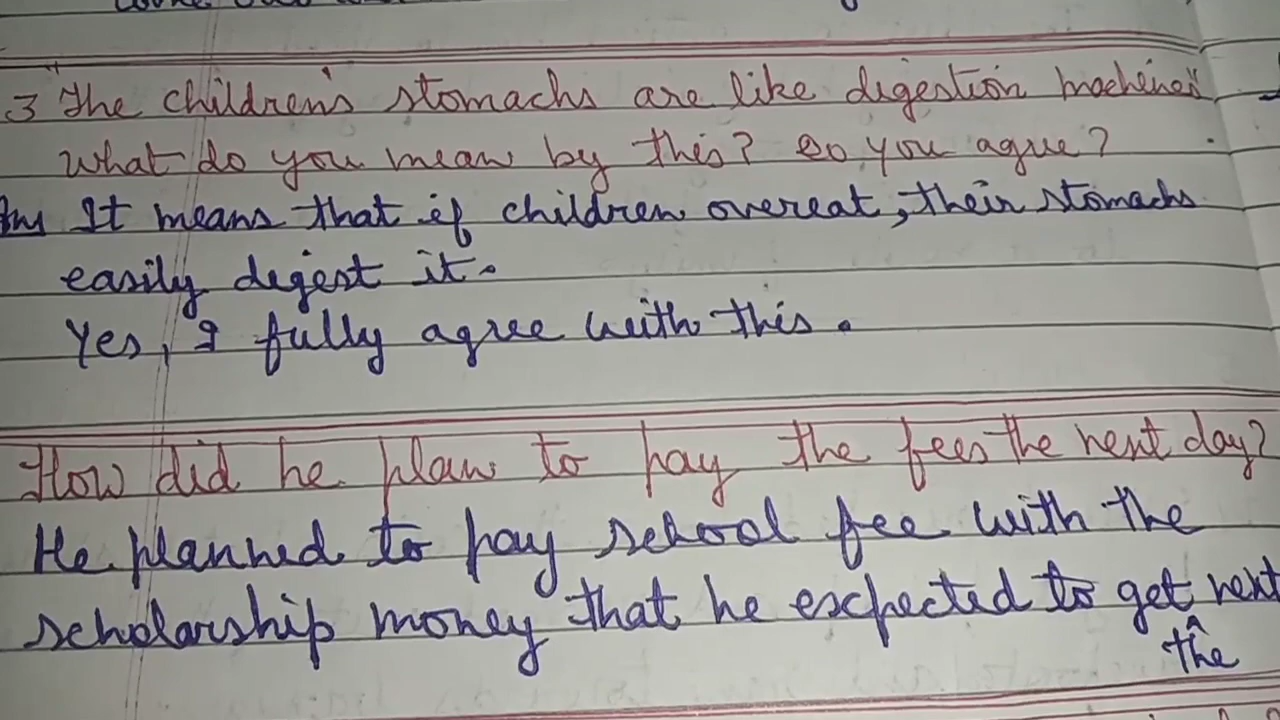 3 "The children's stomachs are like digestion machines"
What do you mean by this? Do you agree?
Ans It means that if children overeat, their stomachs
easily digest it.
Yes, I fully agree with this.
How did he plan to pay the fees the next day?
He planned to pay school fee with the
scholarship money that he expected to get ^ next
the